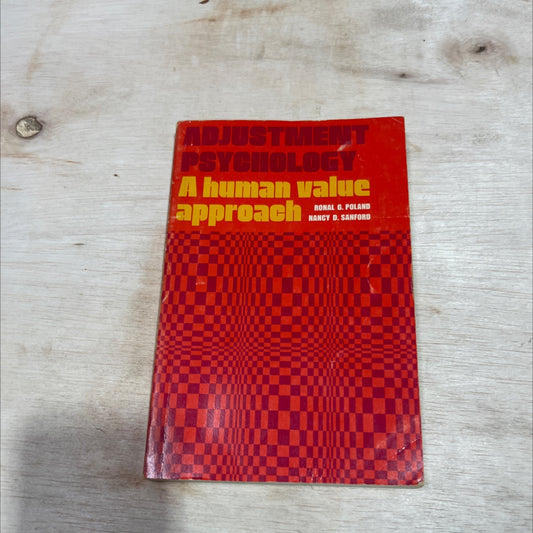 ADJUSTMENT
PSYCHOLOGY
A human value
approach
RONAL G. POLAND
NANCY D. SANFORD